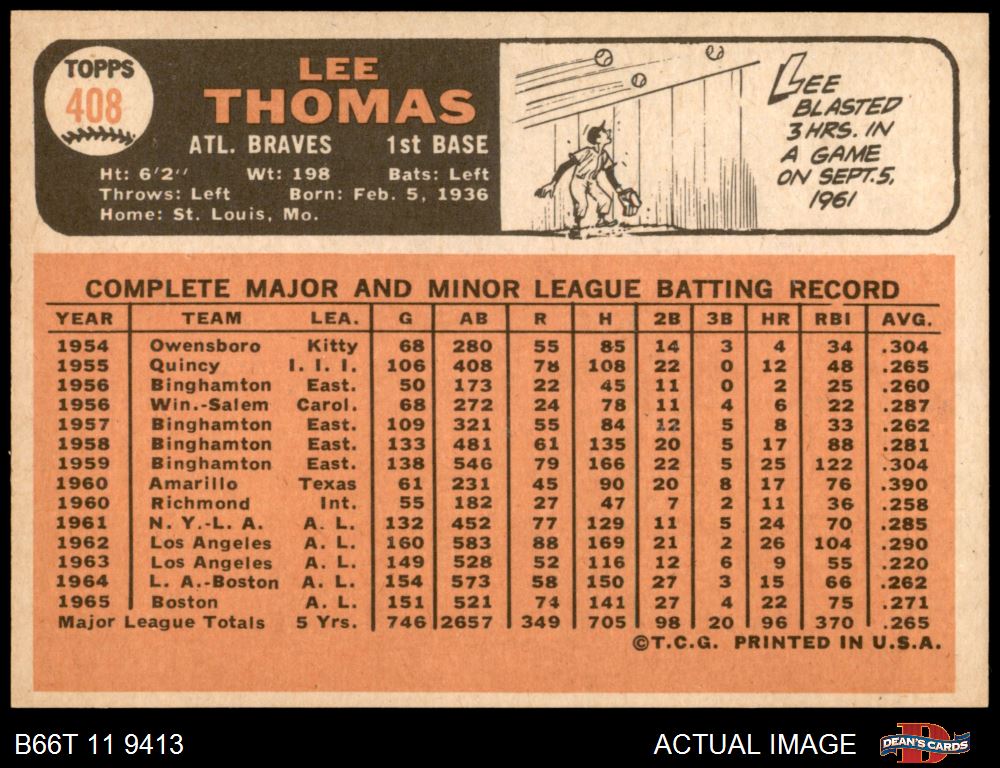 TOPPS
408
LEE
THOMAS
ATL. BRAVES 1st BASE
Ht: 6'2" Wt: 198 Bats: Left
Throws: Left Born: Feb. 5, 1936
Home: St. Louis, Mo.
LEE
BLASTED
3 HRS. IN
A GAME
ON SEPT. 5,
1961
COMPLETE MAJOR AND MINOR LEAGUE BATTING RECORD
YEAR TEAM LEA. G AB R H 2B 3B HR RBI AVG.
1954 Owensboro Kitty 68 280 55 85 14 3 4 34 .304
1955 Quincy I. I. I. 106 408 78 108 22 0 12 48 .265
1956 Binghamton East. 50 173 22 45 11 0 2 25 .260
1956 Win.-Salem Carol. 68 272 24 78 11 4 6 22 .287
1957 Binghamton East. 109 321 55 84 12 5 8 33 .262
1958 Binghamton East. 133 481 61 135 20 5 17 88 .281
1959 Binghamton East. 138 546 79 166 22 5 25 122 .304
1960 Amarillo Texas 61 231 45 90 20 8 17 76 .390
1960 Richmond Int. 55 182 27 47 7 2 11 36 .258
1961 N. Y.-L. A. A. L. 132 452 77 129 11 5 24 70 .285
1962 Los Angeles A. L. 160 583 88 169 21 2 26 104 .290
1963 Los Angeles A. L. 149 528 52 116 12 6 9 55 .220
1964 L. A.-Boston A. L. 154 573 58 150 27 3 15 66 .262
1965 Boston A. L. 151 521 74 141 27 4 22 75 .271
Major League Totals 5 Yrs. 746 2657 349 705 98 20 96 370 .265
©T.C.G. PRINTED IN U.S.A.
B66T 11 9413 ACTUAL IMAGE
DEAN'S CARDS